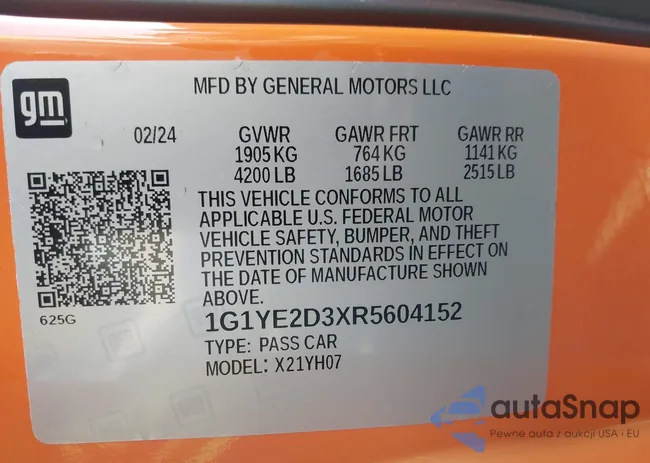 gm
MFD BY GENERAL MOTORS LLC
02/24 GVWR GAWR FRT GAWR RR
1905 KG 764 KG 1141 KG
4200 LB 1685 LB 2515 LB
THIS VEHICLE CONFORMS TO ALL
APPLICABLE U.S. FEDERAL MOTOR
VEHICLE SAFETY, BUMPER, AND THEFT
PREVENTION STANDARDS IN EFFECT ON
THE DATE OF MANUFACTURE SHOWN
ABOVE.
625G
1G1YE2D3XR5604152
TYPE: PASS CAR
MODEL: X21YH07
autaSnap
Pewne auta z aukcji USA i EU